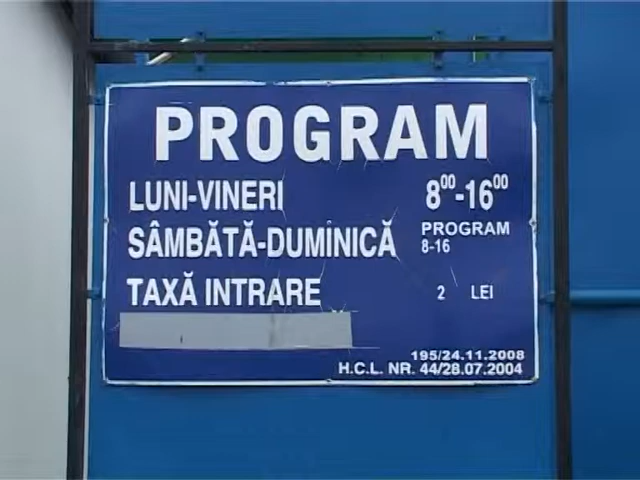 PROGRAM
LUNI-VINERI 8⁰⁰-16⁰⁰
SÂMBĂTĂ-DUMINICĂ PROGRAM 8-16
TAXĂ INTRARE 2 LEI
195/24.11.2008
H.C.L. NR. 44/28.07.2004